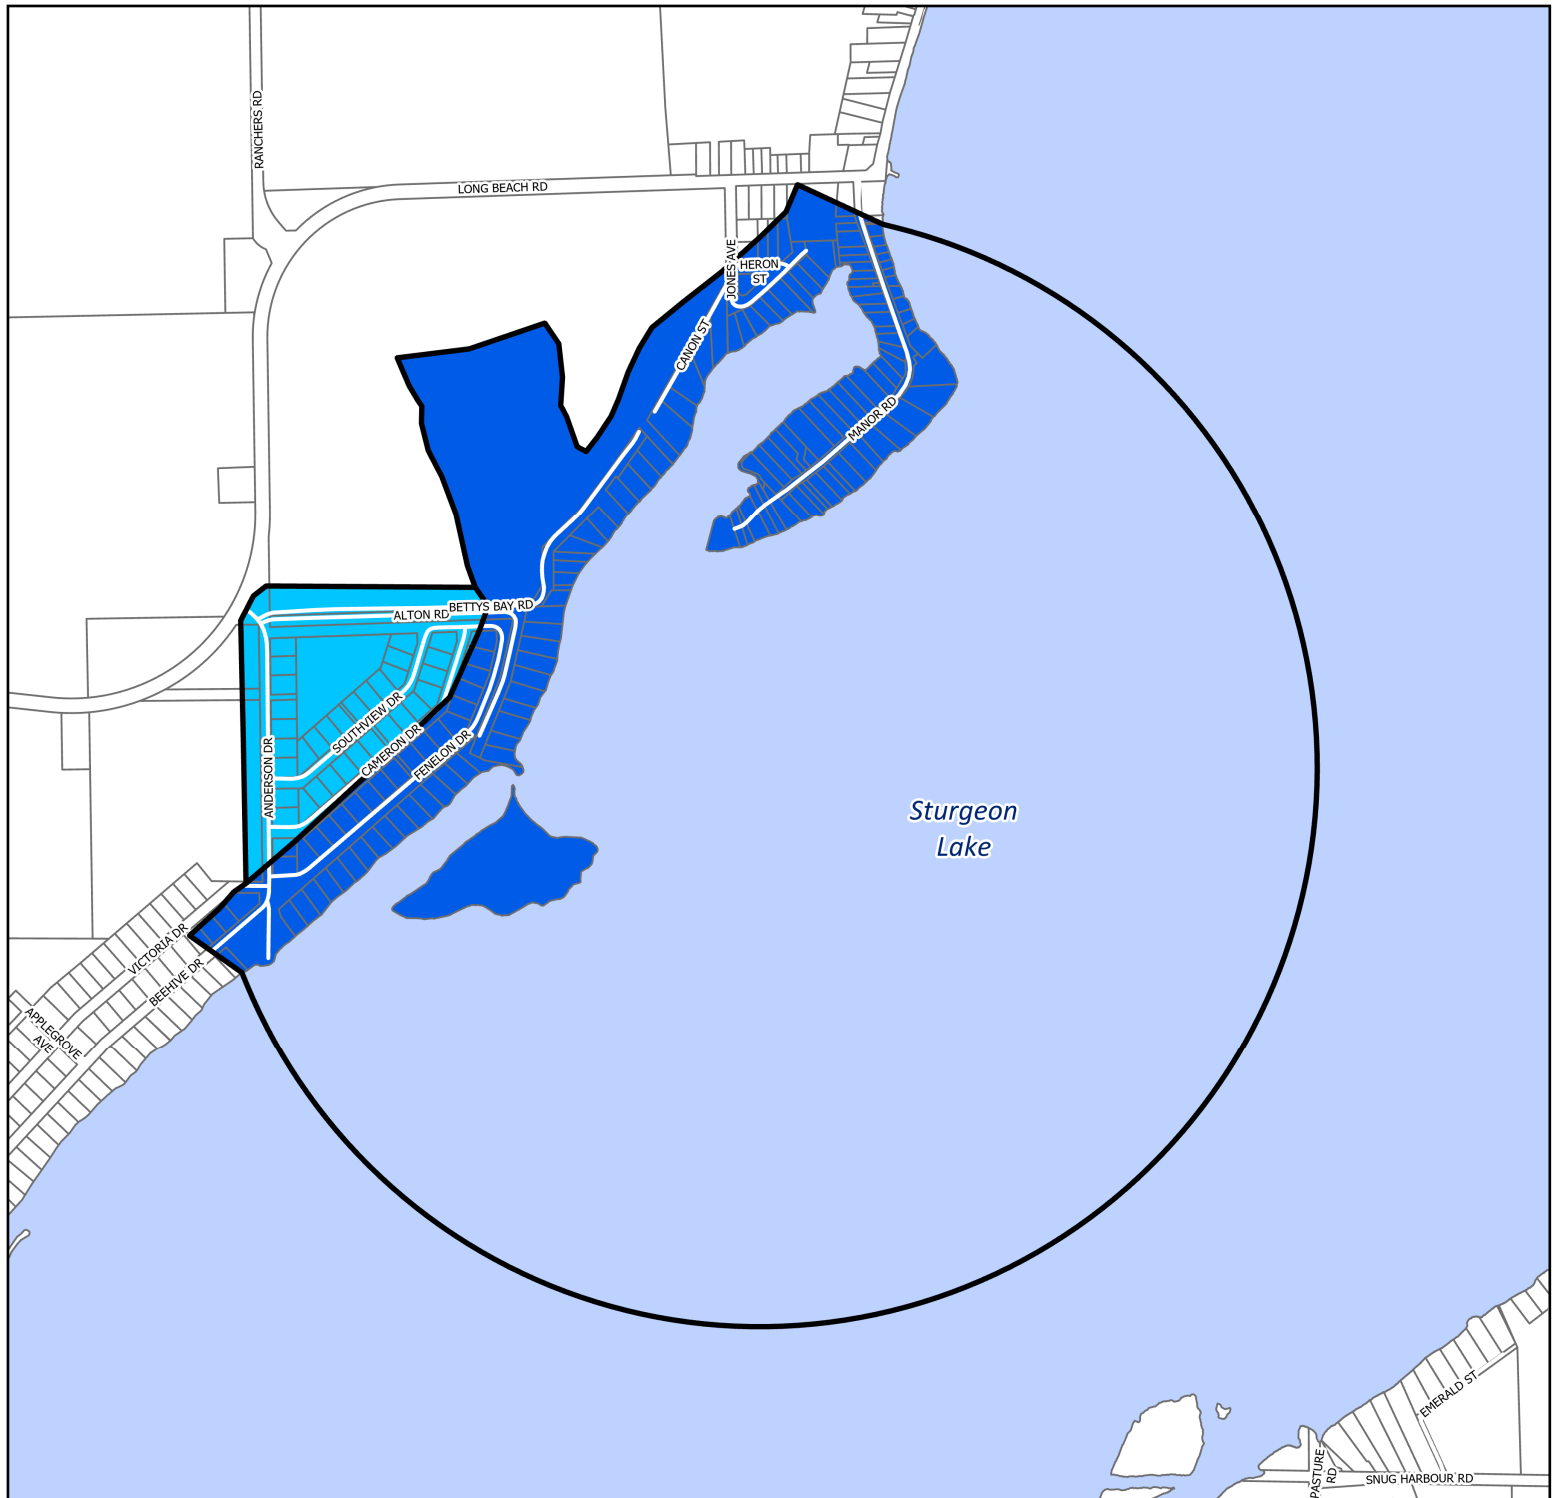 RANCHERS RD
LONG BEACH RD
JONES AVE
HERON
ST
CANON ST
MANOR RD
BETTYS BAY RD
ALTON RD
SOUTHVIEW DR
CAMERON DR
FENELON DR
ANDERSON DR
Sturgeon
Lake
VICTORIA DR
BEEHIVE DR
APPLEGROVE
AVE
EMERALD ST
PASTURE
RD
SNUG HARBOUR RD